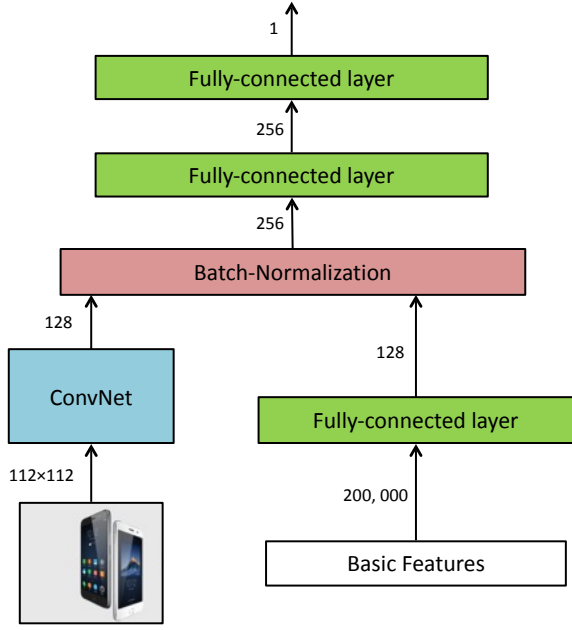 1
Fully-connected layer
256
Fully-connected layer
256
Batch-Normalization
128
128
ConvNet
Fully-connected layer
112×112
200, 000
Basic Features